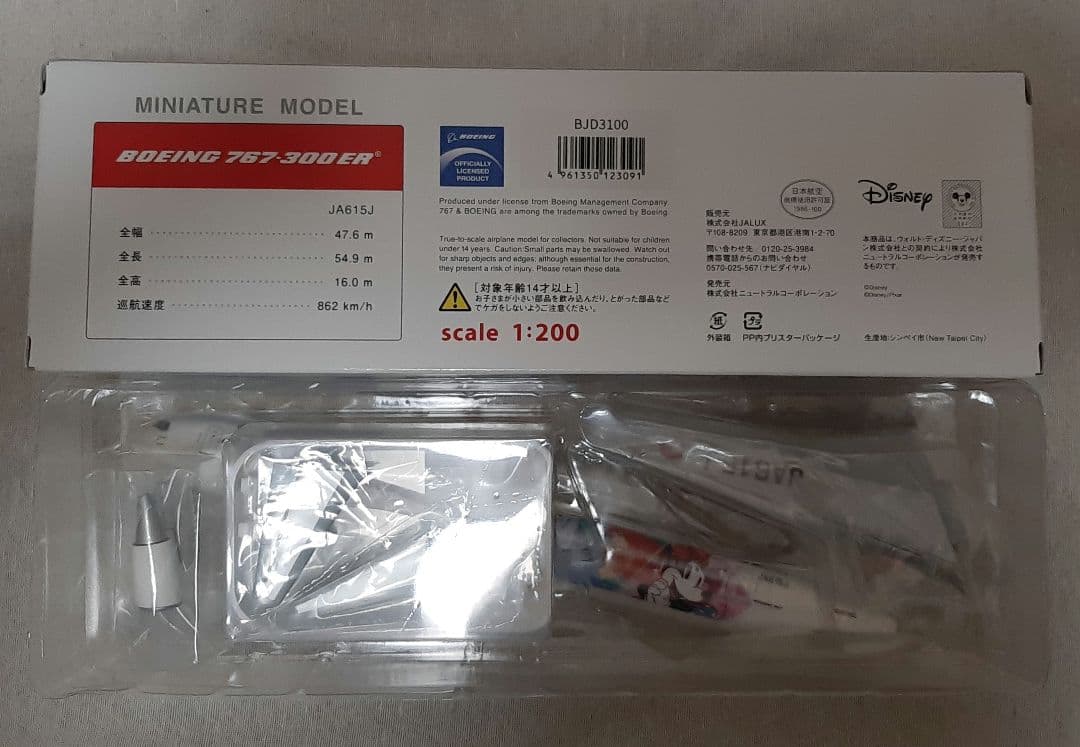 MINIATURE MODEL
BOEING 767-300ER®
JA615J
全幅 47.6 m
全長 54.9 m
全高 16.0 m
巡航速度 862 km/h
BOEING
OFFICIALLY
LICENSED
PRODUCT
BJD3100
4 961350 123091
Produced under license from Boeing Management Company.
767 & BOEING are among the trademarks owned by Boeing.
True-to-scale airplane model for collectors. Not suitable for children
under 14 years. Caution:Small parts may be swallowed. Watch out
for sharp objects and edges: although essential for the construction,
they present a risk of injury. Please retain those data.
[対象年齢14才以上]
お子さまが小さい部品を飲み込んだり、とがった部品など
でケガをしないようご注意ください。
scale 1:200
販売元
株式会社JALUX
〒108-8209 東京都港区港南1-2-70
問い合わせ先 0120-25-3984
携帯電話からのお問い合わせ
0570-025-567(ナビダイヤル)
発売元
株式会社ニュートラルコーポレーション
紙
プラ
外装箱 PP内ブリスターパッケージ
日本航空
商標使用許可証
1986-100
Disney
本商品は、ウォルト・ディズニー・ジャパ
ン株式会社との契約により株式会社
ニュートラルコーポレーションが発売す
るものです。
©Disney
©Disney/Pixar
生産地:シンペイ市(New Taipei City)